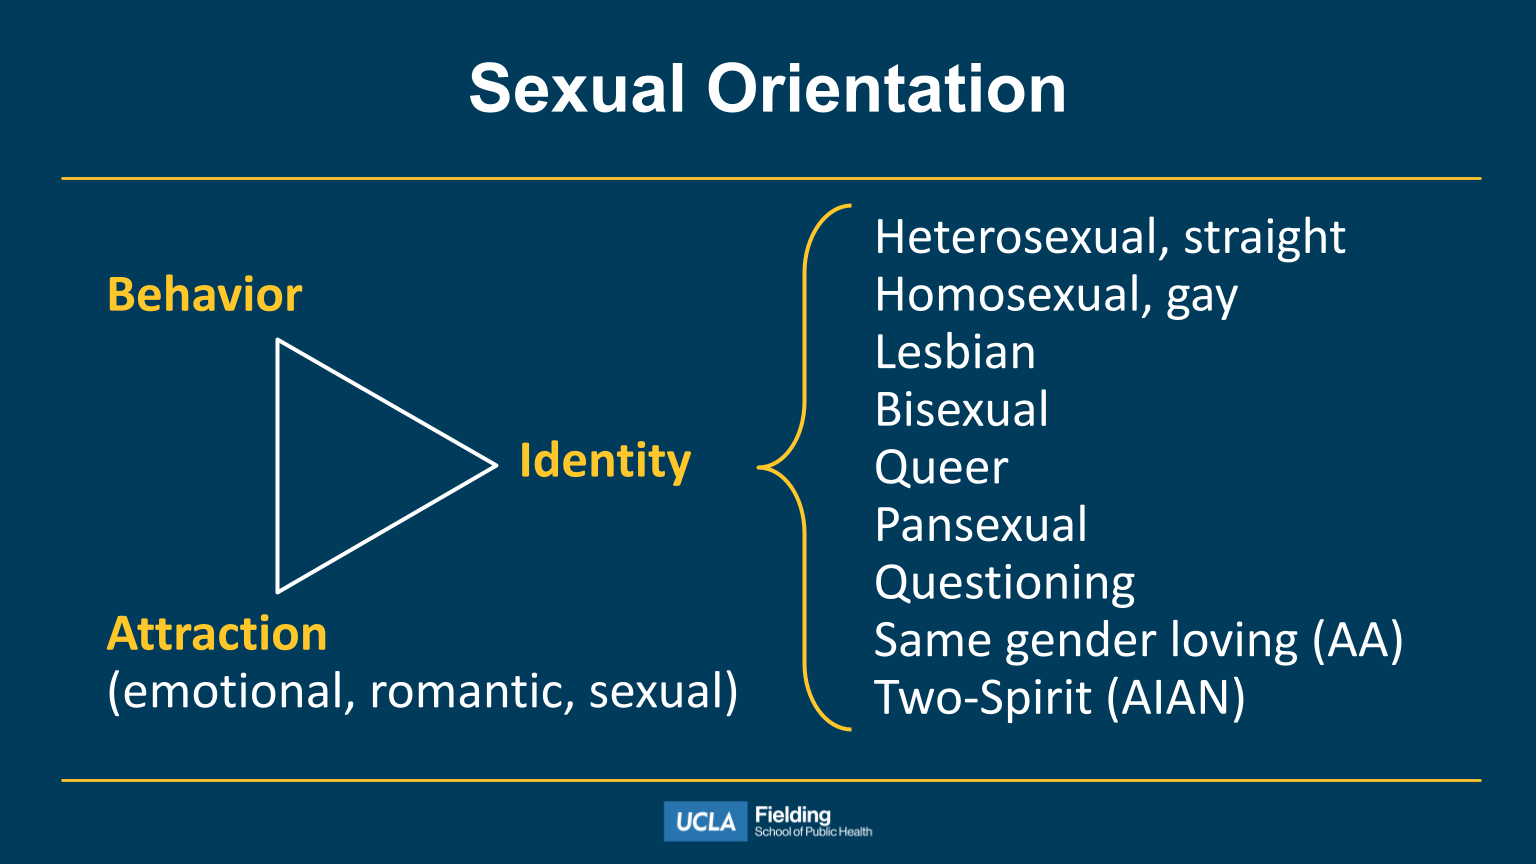 Sexual Orientation
Behavior
Identity
Attraction
(emotional, romantic, sexual)
Heterosexual, straight
Homosexual, gay
Lesbian
Bisexual
Queer
Pansexual
Questioning
Same gender loving (AA)
Two-Spirit (AIAN)
UCLA
Fielding
School of Public Health